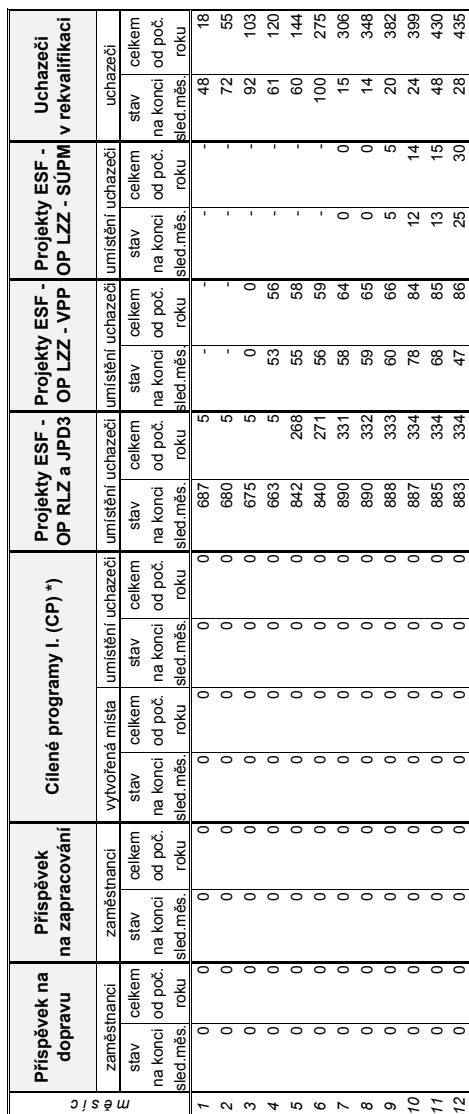 měsíc | Příspěvek na dopravu | Příspěvek na zapracování | Cílené programy I. (CP) *) | Projekty ESF - OP RLZ a JPD3 | Projekty ESF - OP LZZ - VPP | Projekty ESF - OP LZZ - SÚPM | Uchazeči v rekvalifikaci
zaměstnanci | zaměstnanci | vytvořená místa | umístění uchazeči | umístění uchazeči | umístění uchazeči | umístění uchazeči | uchazeči
stav | celkem | stav | celkem | stav | celkem | stav | celkem | stav | celkem | stav | celkem | stav | celkem | stav | celkem
na konci | od poč. | na konci | od poč. | na konci | od poč. | na konci | od poč. | na konci | od poč. | na konci | od poč. | na konci | od poč. | na konci | od poč.
sled.měs. | roku | sled.měs. | roku | sled.měs. | roku | sled.měs. | roku | sled.měs. | roku | sled.měs. | roku | sled.měs. | roku | sled.měs. | roku
1 | 0 | 0 | 0 | 0 | 0 | 0 | 0 | 0 | 687 | 5 | - | - | - | - | 48 | 18
2 | 0 | 0 | 0 | 0 | 0 | 0 | 0 | 0 | 680 | 5 | - | - | - | - | 72 | 55
3 | 0 | 0 | 0 | 0 | 0 | 0 | 0 | 0 | 675 | 5 | 0 | 0 | - | - | 92 | 103
4 | 0 | 0 | 0 | 0 | 0 | 0 | 0 | 0 | 663 | 5 | 53 | 56 | - | - | 61 | 120
5 | 0 | 0 | 0 | 0 | 0 | 0 | 0 | 0 | 842 | 268 | 55 | 58 | - | - | 60 | 144
6 | 0 | 0 | 0 | 0 | 0 | 0 | 0 | 0 | 840 | 271 | 56 | 59 | - | - | 100 | 275
7 | 0 | 0 | 0 | 0 | 0 | 0 | 0 | 0 | 890 | 331 | 58 | 64 | 0 | 0 | 15 | 306
8 | 0 | 0 | 0 | 0 | 0 | 0 | 0 | 0 | 890 | 332 | 59 | 65 | 0 | 0 | 14 | 348
9 | 0 | 0 | 0 | 0 | 0 | 0 | 0 | 0 | 888 | 333 | 60 | 66 | 5 | 5 | 20 | 382
10 | 0 | 0 | 0 | 0 | 0 | 0 | 0 | 0 | 887 | 334 | 78 | 84 | 12 | 14 | 24 | 399
11 | 0 | 0 | 0 | 0 | 0 | 0 | 0 | 0 | 885 | 334 | 68 | 85 | 13 | 15 | 48 | 430
12 | 0 | 0 | 0 | 0 | 0 | 0 | 0 | 0 | 883 | 334 | 47 | 86 | 25 | 30 | 28 | 435